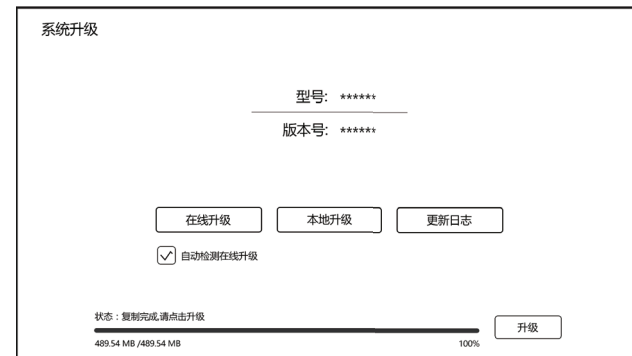 系统升级
型号: ******
版本号: ******
在线升级 本地升级 更新日志
自动检测在线升级
状态：复制完成,请点击升级
升级
489.54 MB /489.54 MB 100%